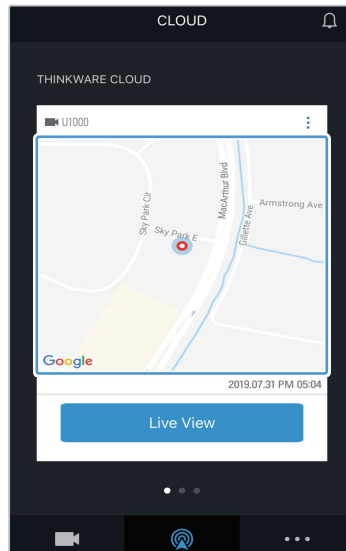 CLOUD
THINKWARE CLOUD
U1000
MacArthur Blvd
Armstrong Ave
Sky Park Cir
Gillette Ave
Sky Park E
Google
2019.07.31 PM 05:04
Live View